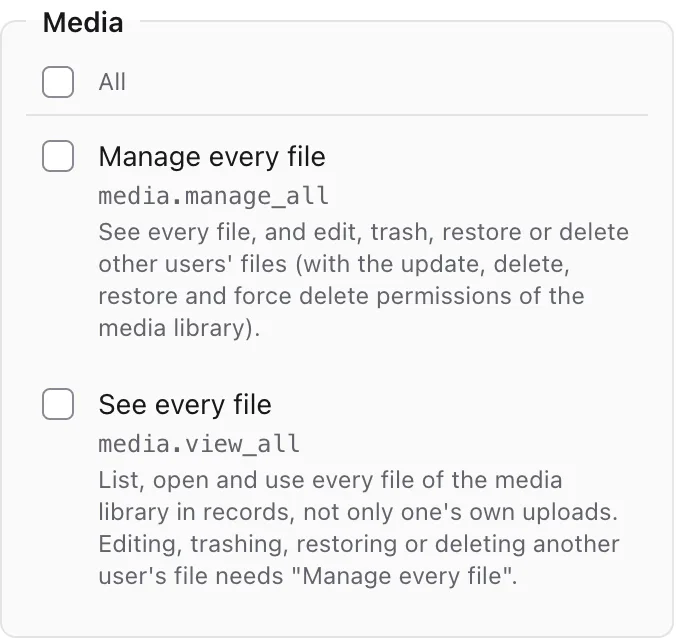 Media
All
Manage every file
media.manage_all
See every file, and edit, trash, restore or delete
other users' files (with the update, delete,
restore and force delete permissions of the
media library).
See every file
media.view_all
List, open and use every file of the media
library in records, not only one's own uploads.
Editing, trashing, restoring or deleting another
user's file needs "Manage every file".